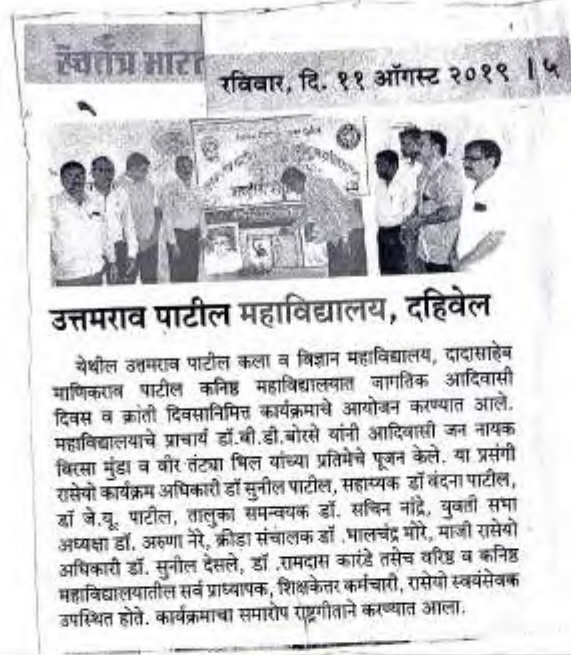 स्वतंत्र भारत
रविवार, दि. ११ ऑगस्ट २०१९ | ५
उत्तमराव पाटील महाविद्यालय, दहिवेल
येथील उत्तमराव पाटील कला व विज्ञान महाविद्यालय, दादासाहेब
माणिकराव पाटील कनिष्ठ महाविद्यालयात जागतिक आदिवासी
दिवस व क्रांती दिवसानिमित्त कार्यक्रमाचे आयोजन करण्यात आले.
महाविद्यालयाचे प्राचार्य डॉ.बी.डी.बोरसे यांनी आदिवासी जन नायक
बिरसा मुंडा व वीर तंट्या भिल यांच्या प्रतिमेचे पूजन केले. या प्रसंगी
रासेयो कार्यक्रम अधिकारी डॉ सुनील पाटील, सहाय्यक डॉ वंदना पाटील,
डॉ जे.यू. पाटील, तालुका समन्वयक डॉ. सचिन नांद्रे, युवती सभा
अध्यक्षा डॉ. अरुणा नेरे, क्रीडा संचालक डॉ .भालचंद्र मोरे, माजी रासेयो
अधिकारी डॉ. सुनील देसले, डॉ .रामदास कारंडे तसेच वरिष्ठ व कनिष्ठ
महाविद्यालयातील सर्व प्राध्यापक, शिक्षकेतर कर्मचारी, रासेयो स्वयंसेवक
उपस्थित होते. कार्यक्रमाचा समारोप राष्ट्रगीताने करण्यात आला.